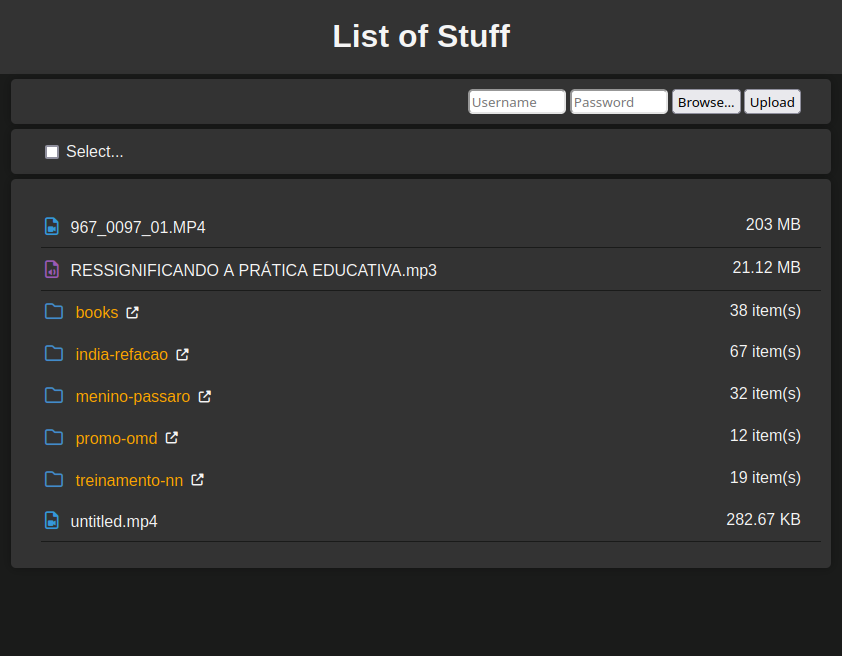 List of Stuff
Username Password Browse... Upload
Select...
967_0097_01.MP4 203 MB
RESSIGNIFICANDO A PRÁTICA EDUCATIVA.mp3 21.12 MB
books 38 item(s)
india-refacao 67 item(s)
menino-passaro 32 item(s)
promo-omd 12 item(s)
treinamento-nn 19 item(s)
untitled.mp4 282.67 KB